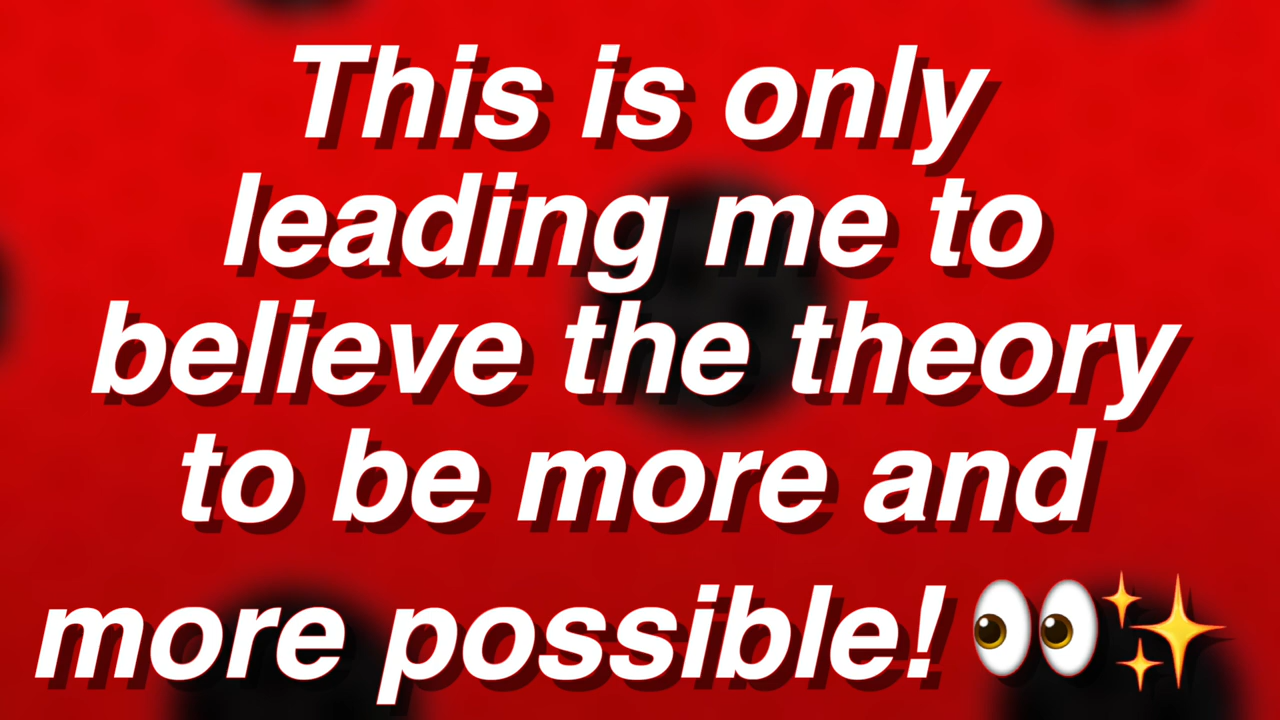 This is only
leading me to
believe the theory
to be more and
more possible! 👀✨